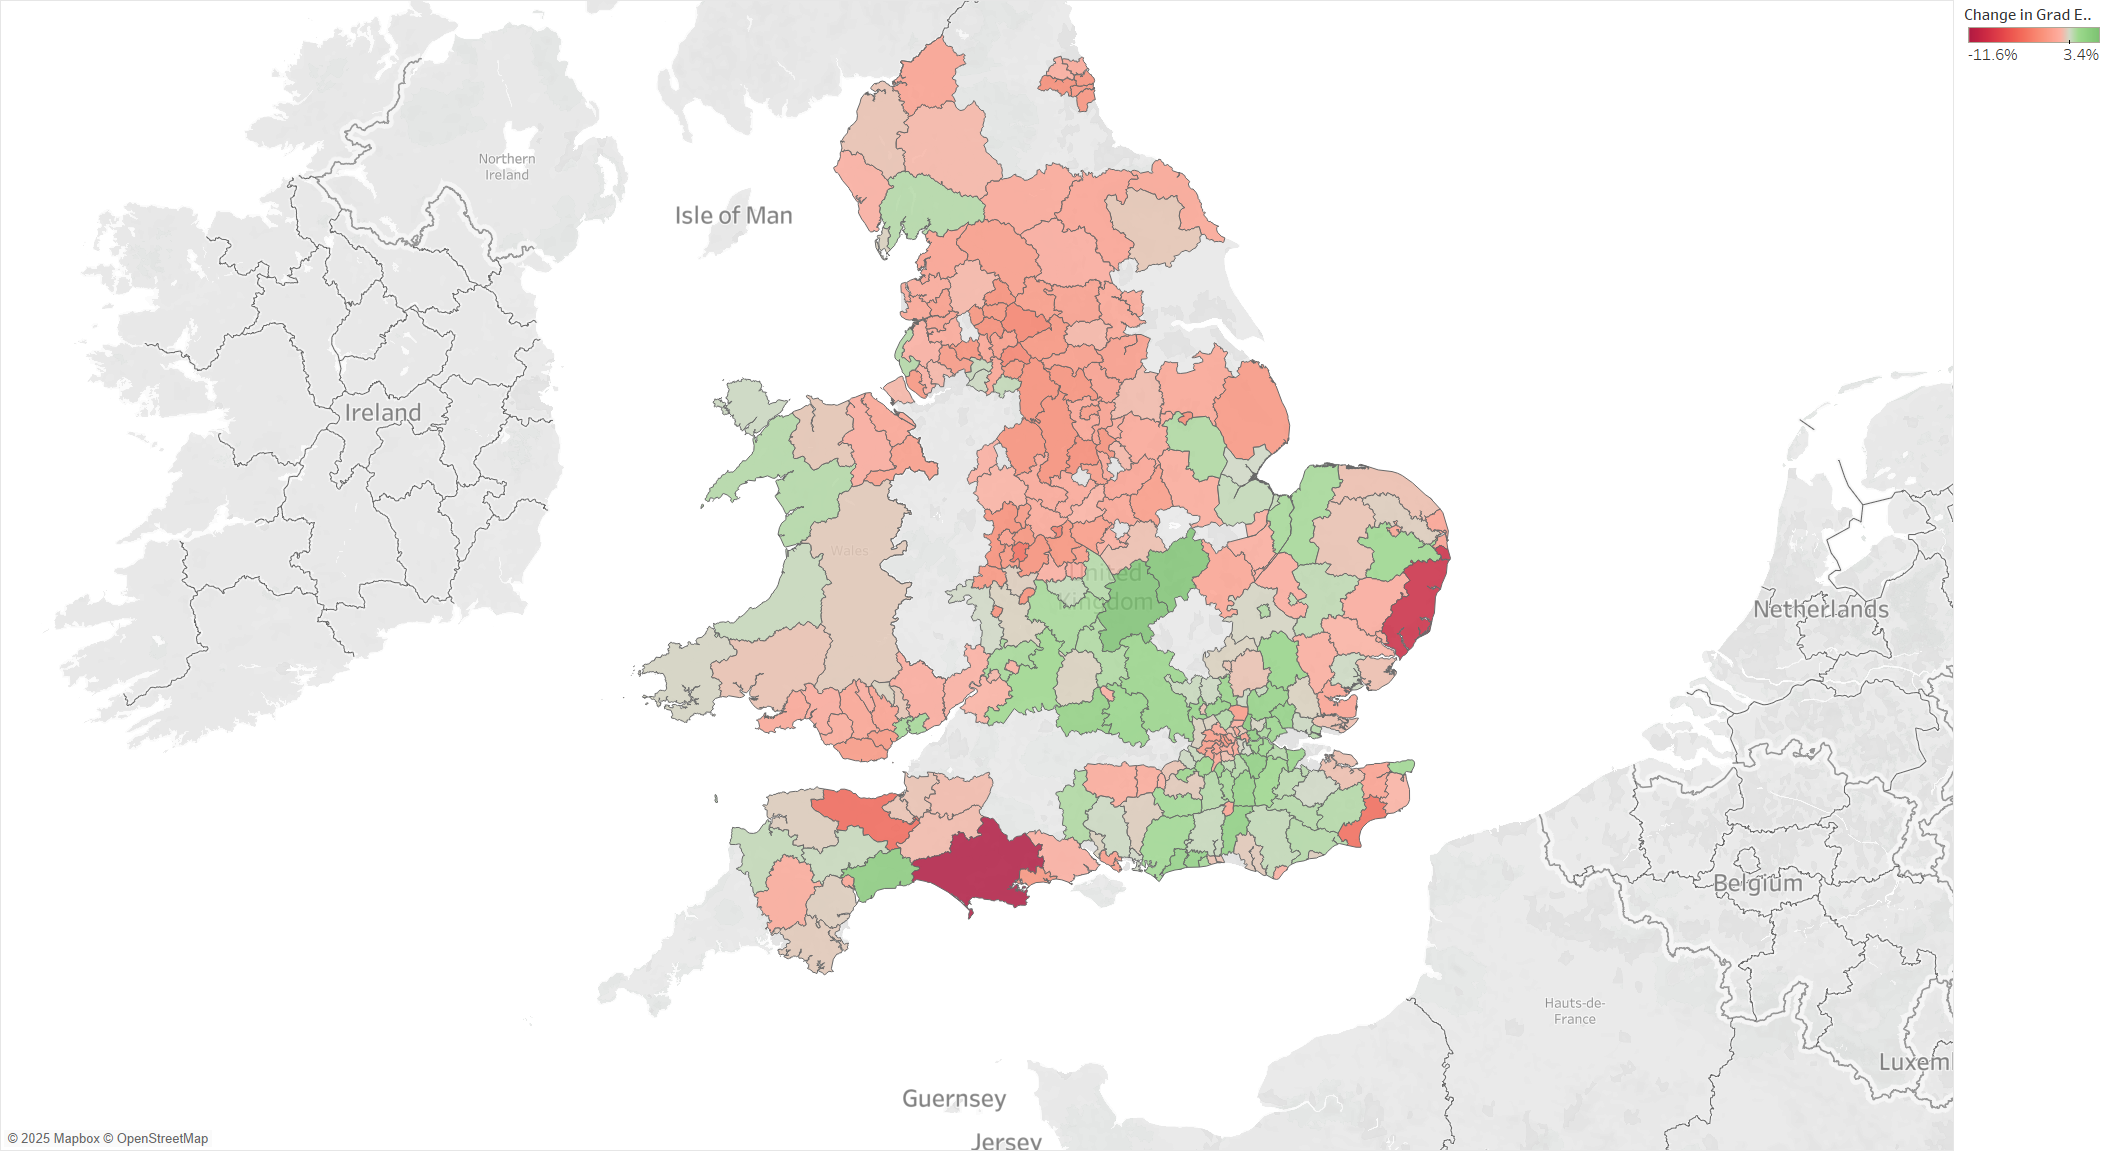 Change in Grad E..
-11.6%
3.4%
Northern
Ireland
Isle of Man
Ireland
Wales
United
Kingdom
Netherlands
Belgium
Hauts-de-
France
Luxem
Guernsey
Jersey
© 2025 Mapbox © OpenStreetMap